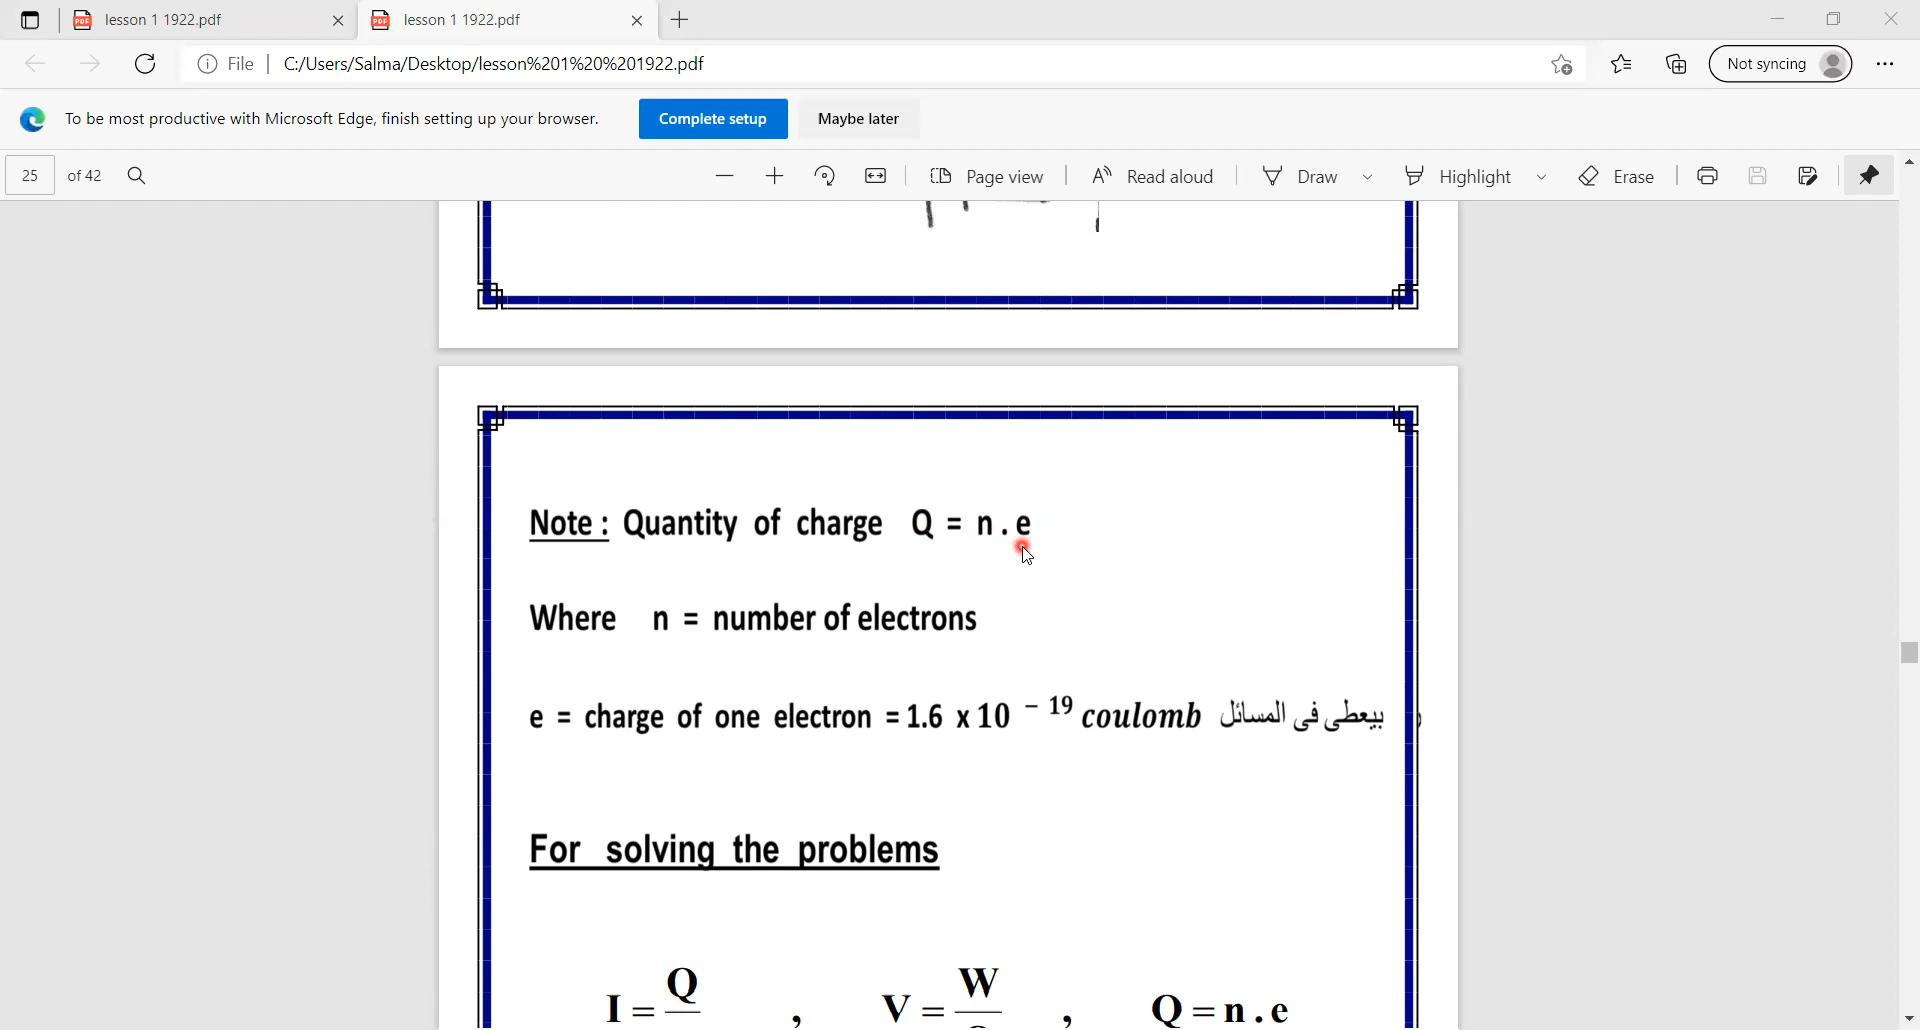 lesson 1 1922.pdf
lesson 1 1922.pdf
File
C:/Users/Salma/Desktop/lesson%201%20%201922.pdf
Not syncing
To be most productive with Microsoft Edge, finish setting up your browser.
Complete setup
Maybe later
25 of 42
Page view
Read aloud
Draw
Highlight
Erase
Note : Quantity of charge Q = n . e
Where n = number of electrons
e = charge of one electron = 1.6 x 10 ⁻ ¹⁹ coulomb بيعطى فى المسائل
For solving the problems
I = Q , V = W , Q = n . e